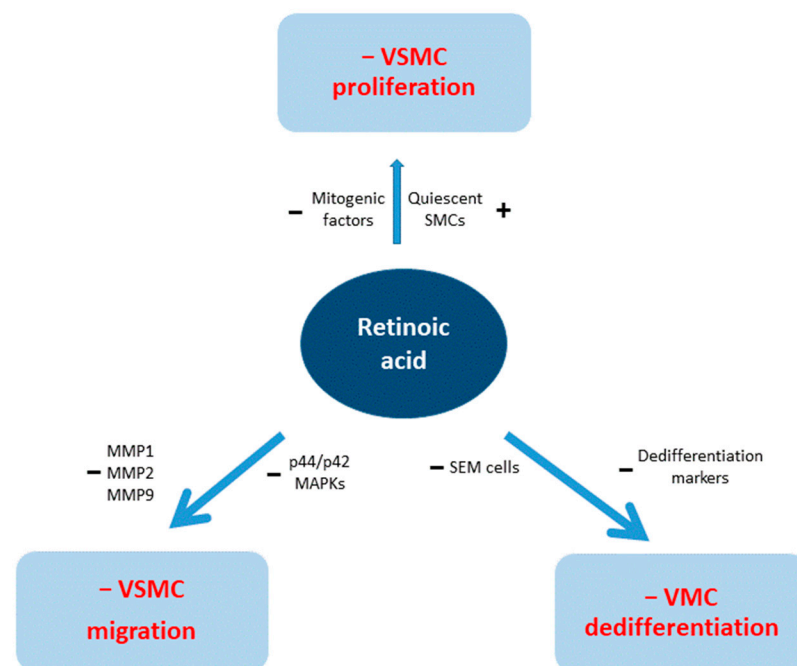 – VSMC
proliferation
– Mitogenic
factors
Quiescent +
SMCs
Retinoic
acid
MMP1
– MMP2
MMP9
– p44/p42
MAPKs
– SEM cells
– Dedifferentiation
markers
– VSMC
migration
– VMC
dedifferentiation